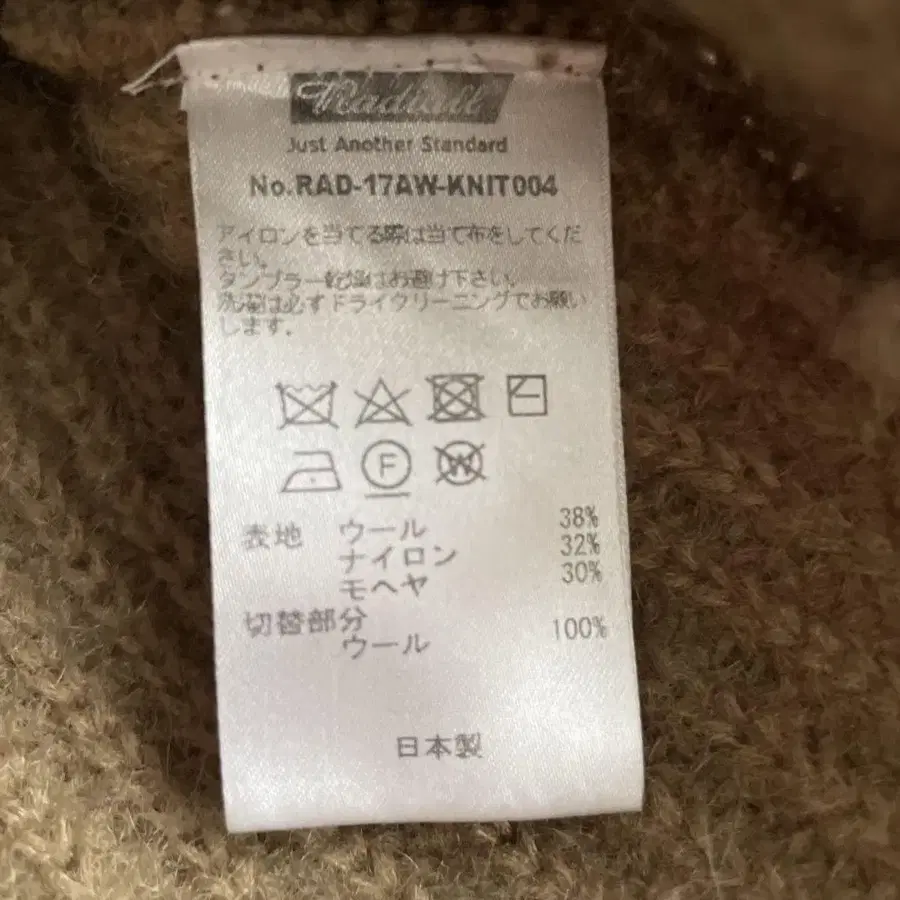 Radiall
Just Another Standard
No.RAD-17AW-KNIT004
アイロンを当てる際は当て布をしてくだ
さい。
タンブラー乾燥はお避け下さい。
洗濯は必ずドライクリーニングでお願い
します。
F W
表地 ウール 38%
ナイロン 32%
モヘヤ 30%
切替部分
ウール 100%
日本製